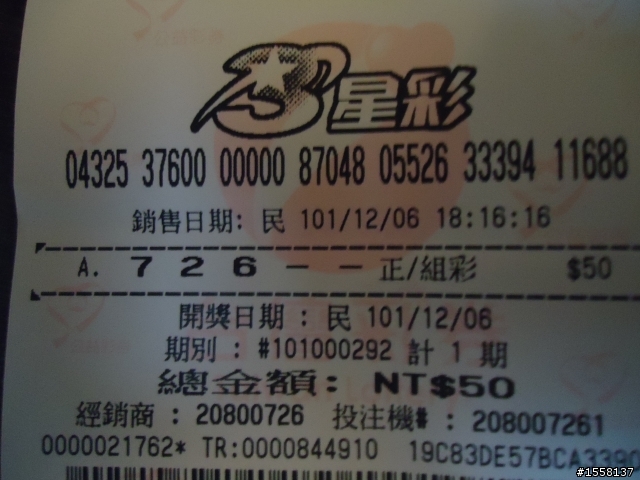 3星彩
04325 37600 00000 87048 05526 33394 11688
銷售日期: 民 101/12/06 18:16:16
A. 7 2 6 - - 正/組彩 $50
開獎日期 : 民 101/12/06
期別 : #101000292 計 1 期
總金額: NT$50
經銷商 : 20800726 投注機# : 208007261
0000021762* TR:0000844910 19C83DE57BCA3390
#1558137